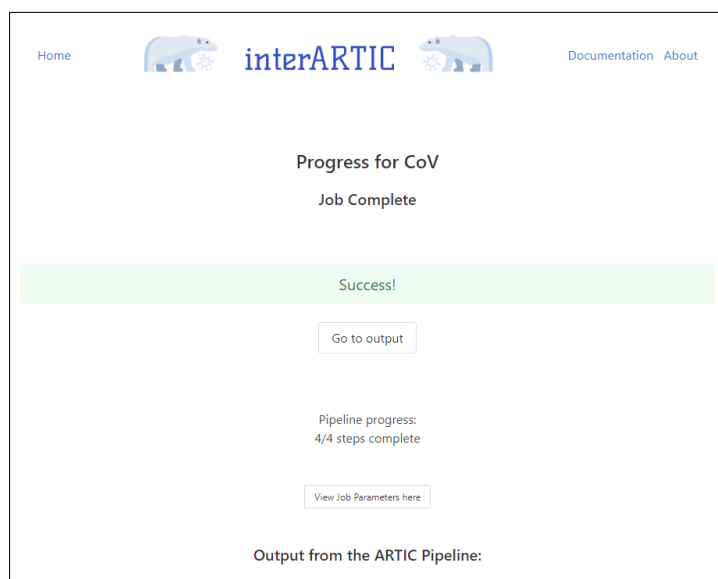 Home
interARTIC
Documentation About
Progress for CoV
Job Complete
Success!
Go to output
Pipeline progress:
4/4 steps complete
View Job Parameters here
Output from the ARTIC Pipeline: